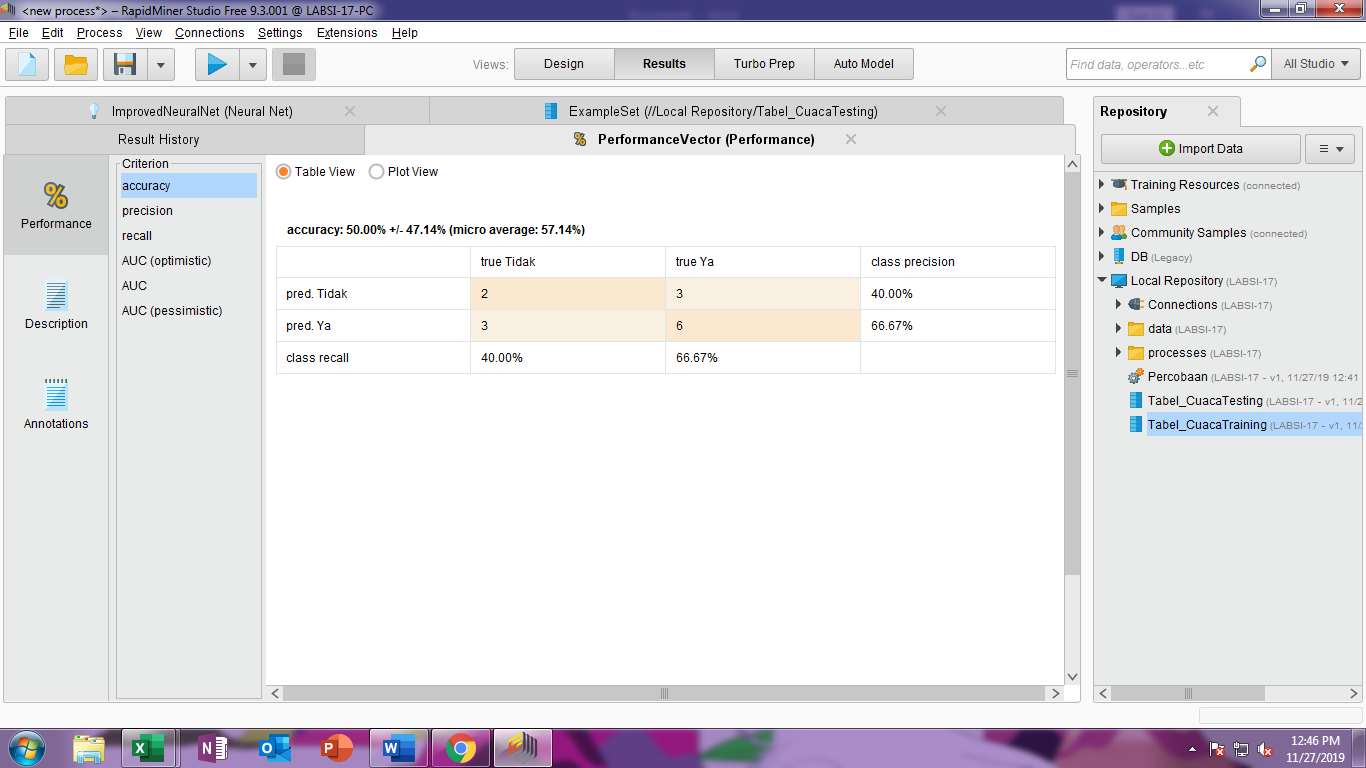 <new process*> – RapidMiner Studio Free 9.3.001 @ LABSI-17-PC
File Edit Process View Connections Settings Extensions Help
Views: Design Results Turbo Prep Auto Model Find data, operators...etc All Studio
ImprovedNeuralNet (Neural Net) ExampleSet (//Local Repository/Tabel_CuacaTesting)
Result History PerformanceVector (Performance)
Performance
Description
Annotations
Criterion
accuracy
precision
recall
AUC (optimistic)
AUC
AUC (pessimistic)
Table View Plot View
accuracy: 50.00% +/- 47.14% (micro average: 57.14%)
true Tidak true Ya class precision
pred. Tidak 2 3 40.00%
pred. Ya 3 6 66.67%
class recall 40.00% 66.67%
Repository
Import Data
Training Resources (connected)
Samples
Community Samples (connected)
DB (Legacy)
Local Repository (LABSI-17)
Connections (LABSI-17)
data (LABSI-17)
processes (LABSI-17)
Percobaan (LABSI-17 - v1, 11/27/19 12:41
Tabel_CuacaTesting (LABSI-17 - v1, 11/2
Tabel_CuacaTraining (LABSI-17 - v1, 11/
12:46 PM
11/27/2019